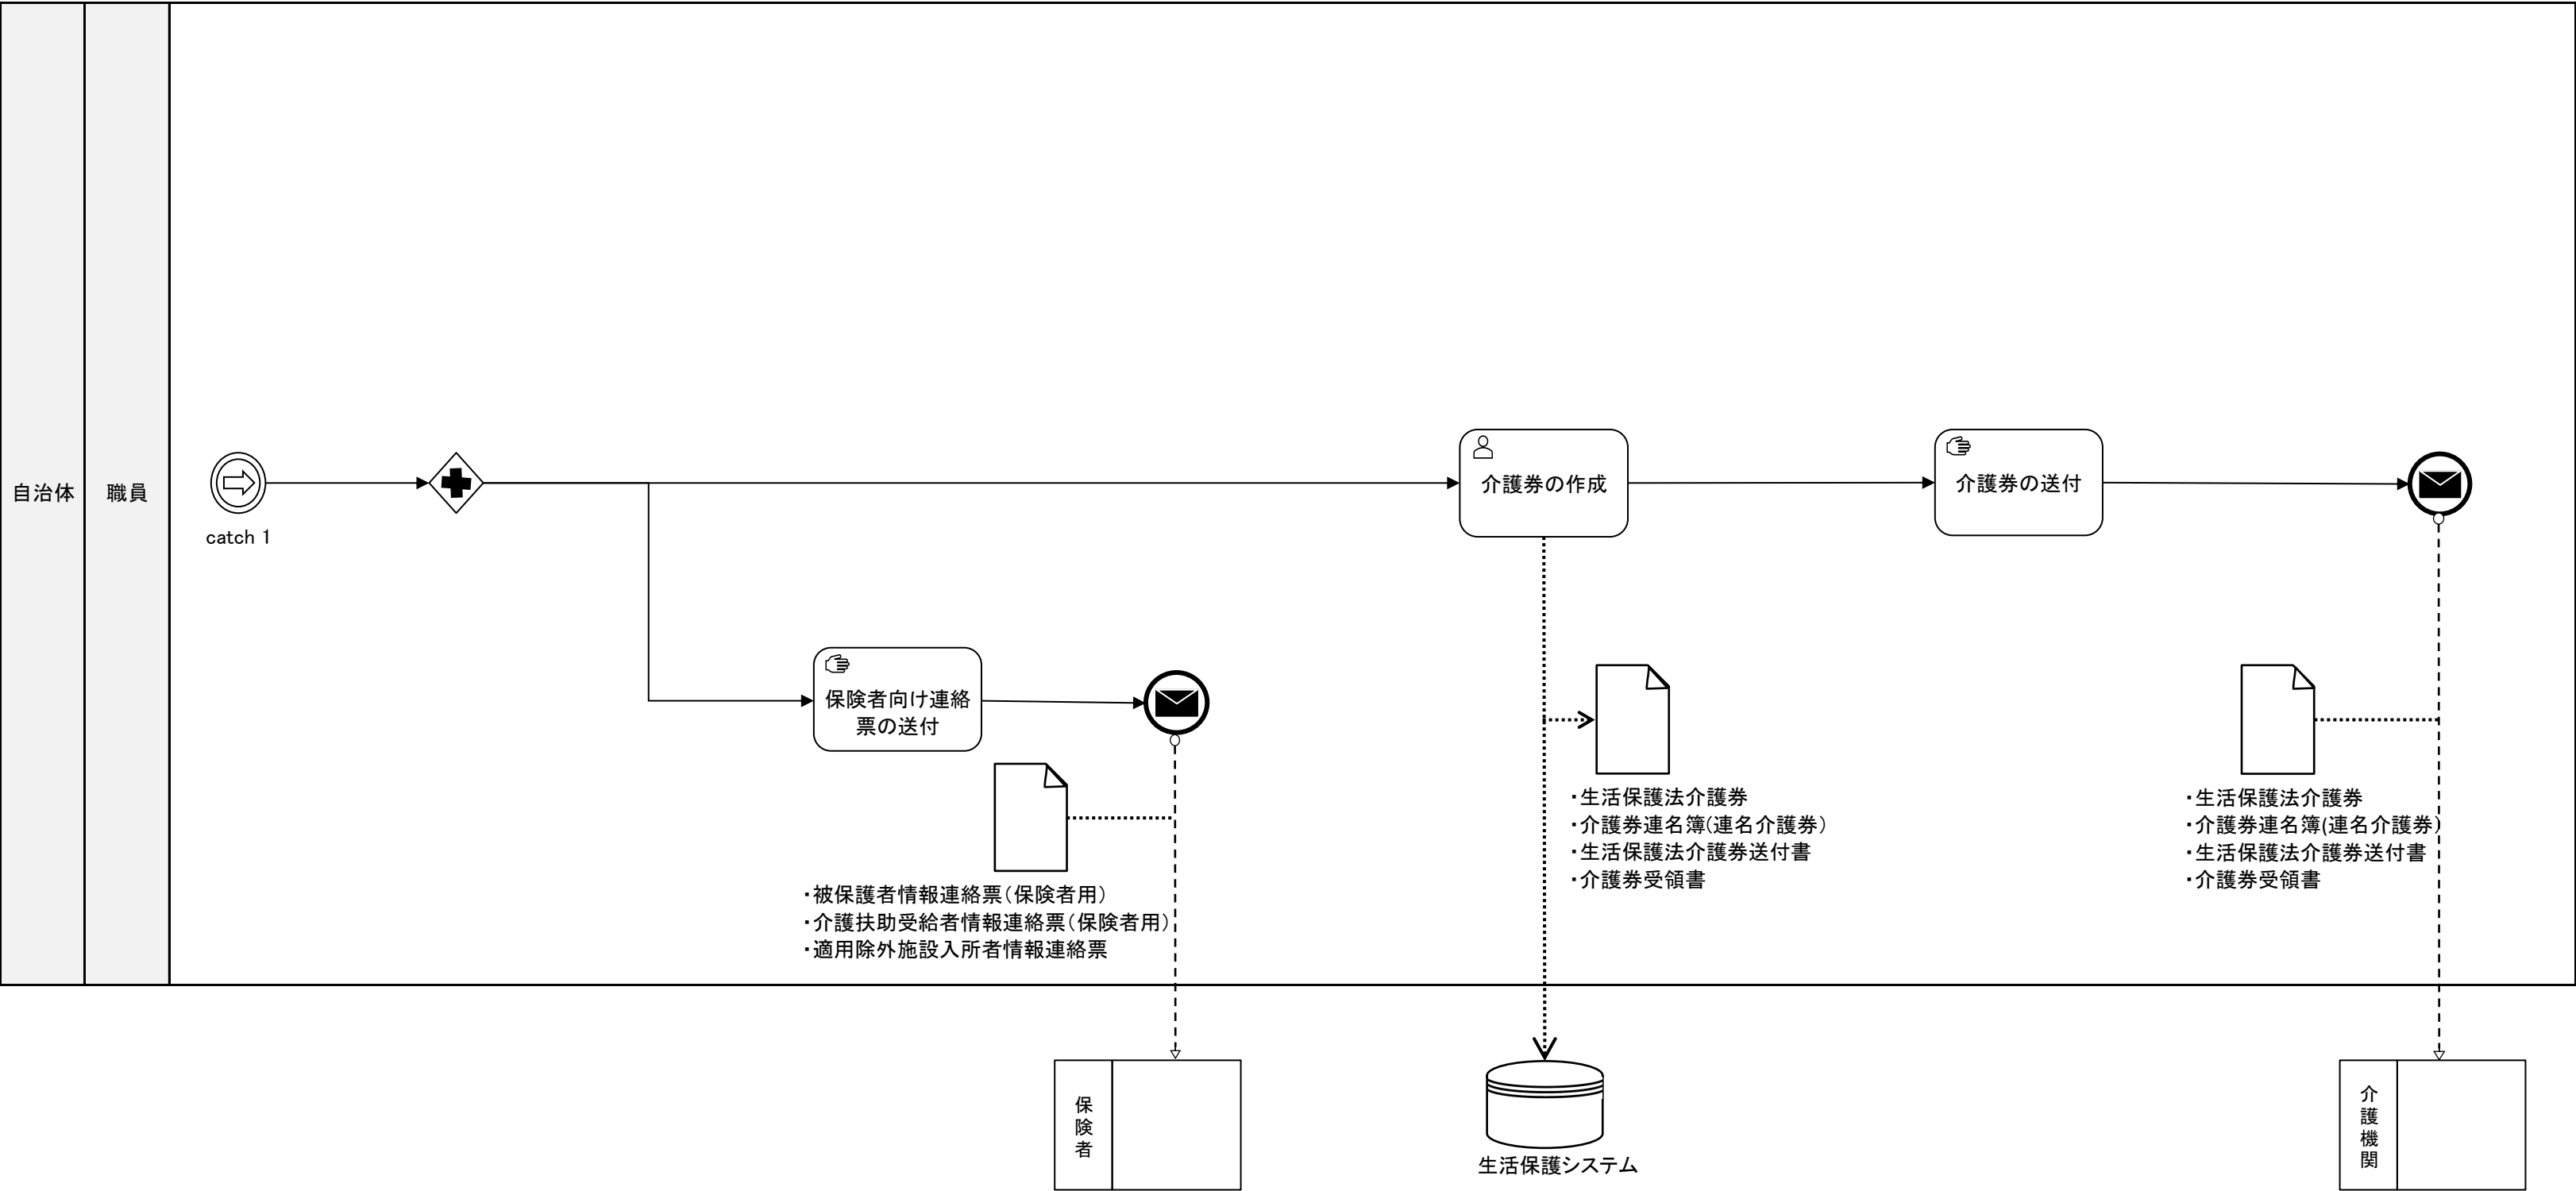 自治体
職員
catch 1
介護券の作成
介護券の送付
保険者向け連絡
票の送付
・被保護者情報連絡票（保険者用）
・介護扶助受給者情報連絡票（保険者用）
・適用除外施設入所者情報連絡票
・生活保護法介護券
・介護券連名簿(連名介護券）
・生活保護法介護券送付書
・介護券受領書
・生活保護法介護券
・介護券連名簿(連名介護券）
・生活保護法介護券送付書
・介護券受領書
保険者
生活保護システム
介護機関